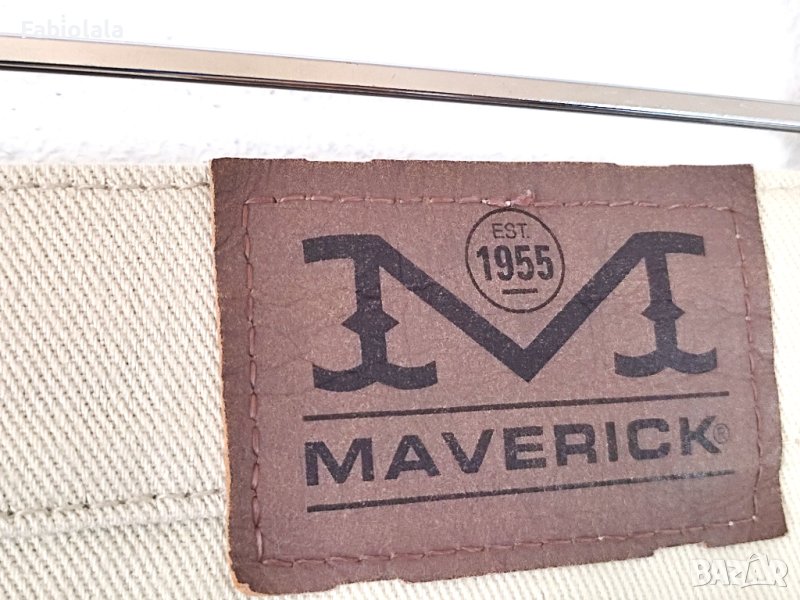 Fabiolala
EST.
1955
M
MAVERICK®
BAZAR